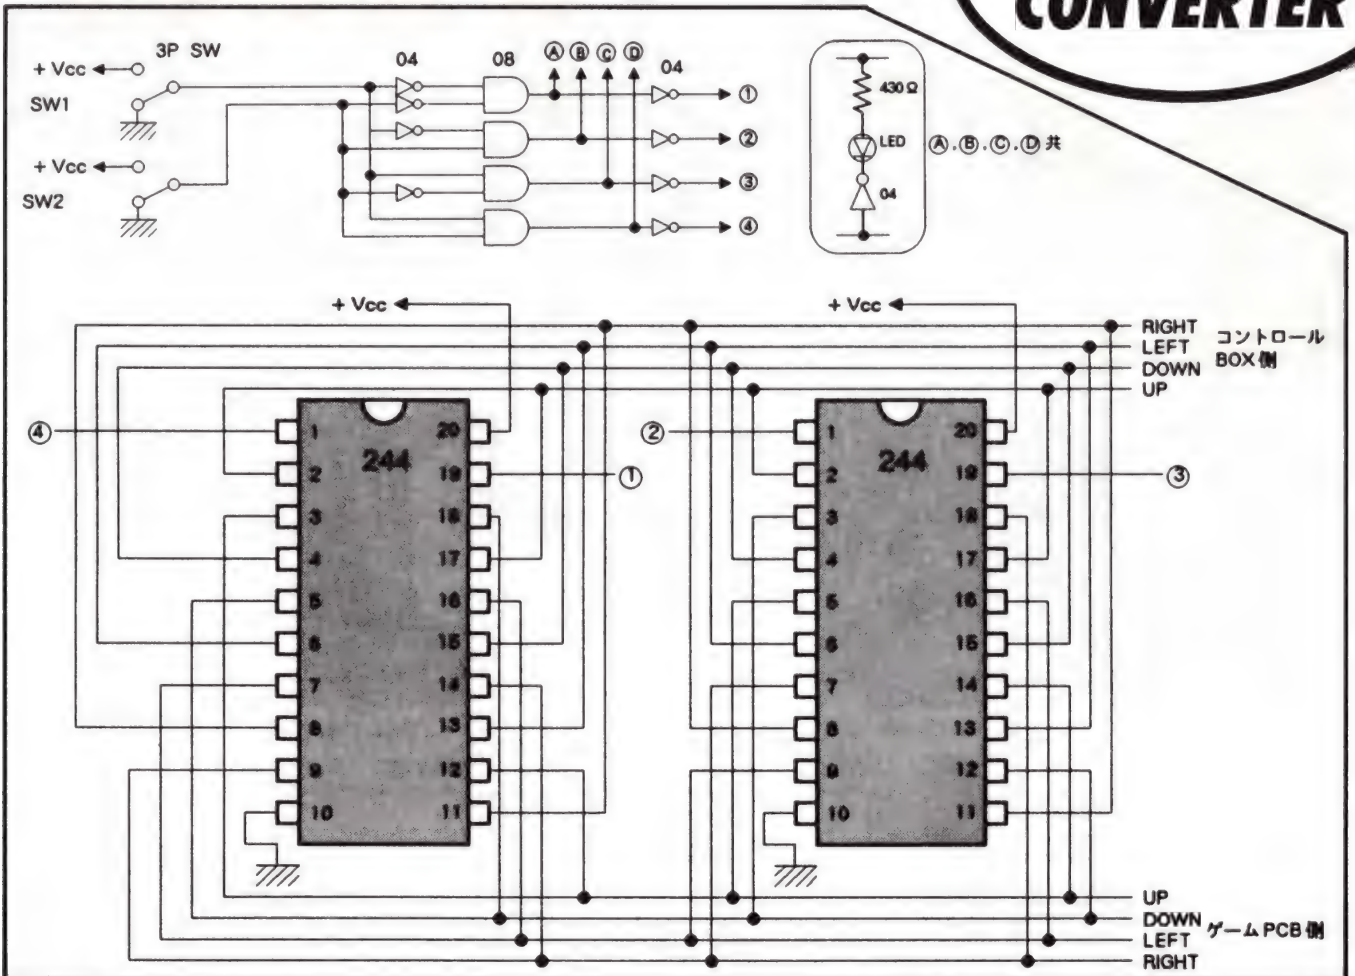 CONVERTER
3P SW
+ Vcc
SW1
+ Vcc
SW2
04
08
Ⓐ Ⓑ Ⓒ Ⓓ
04
①
②
③
④
430 Ω
LED
04
Ⓐ.Ⓑ.Ⓒ.Ⓓ 共
+ Vcc
+ Vcc
RIGHT
LEFT
DOWN
UP
コントロール
BOX側
④
①
244
1
2
3
4
5
6
7
8
9
10
20
19
18
17
16
15
14
13
12
11
②
③
244
1
2
3
4
5
6
7
8
9
10
20
19
18
17
16
15
14
13
12
11
UP
DOWN
LEFT
RIGHT
ゲームPCB側